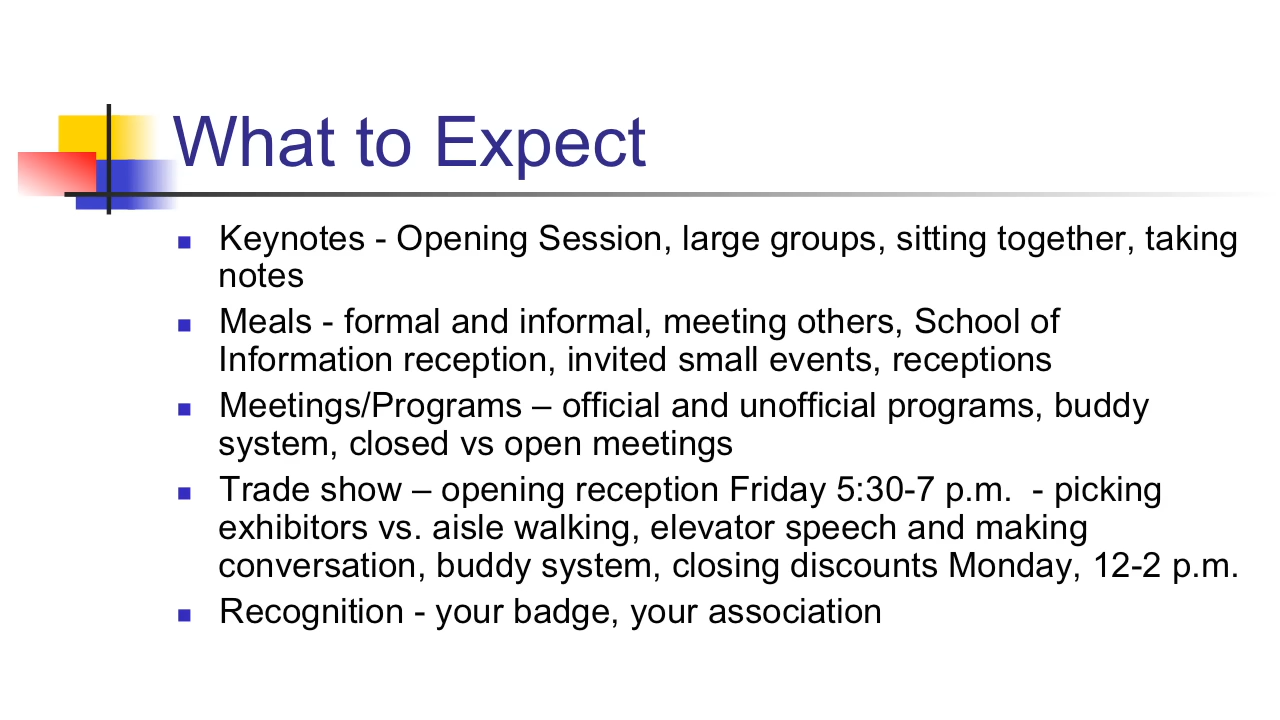 What to Expect
Keynotes - Opening Session, large groups, sitting together, taking
notes
Meals - formal and informal, meeting others, School of
Information reception, invited small events, receptions
Meetings/Programs – official and unofficial programs, buddy
system, closed vs open meetings
Trade show – opening reception Friday 5:30-7 p.m.  - picking
exhibitors vs. aisle walking, elevator speech and making
conversation, buddy system, closing discounts Monday, 12-2 p.m.
Recognition - your badge, your association